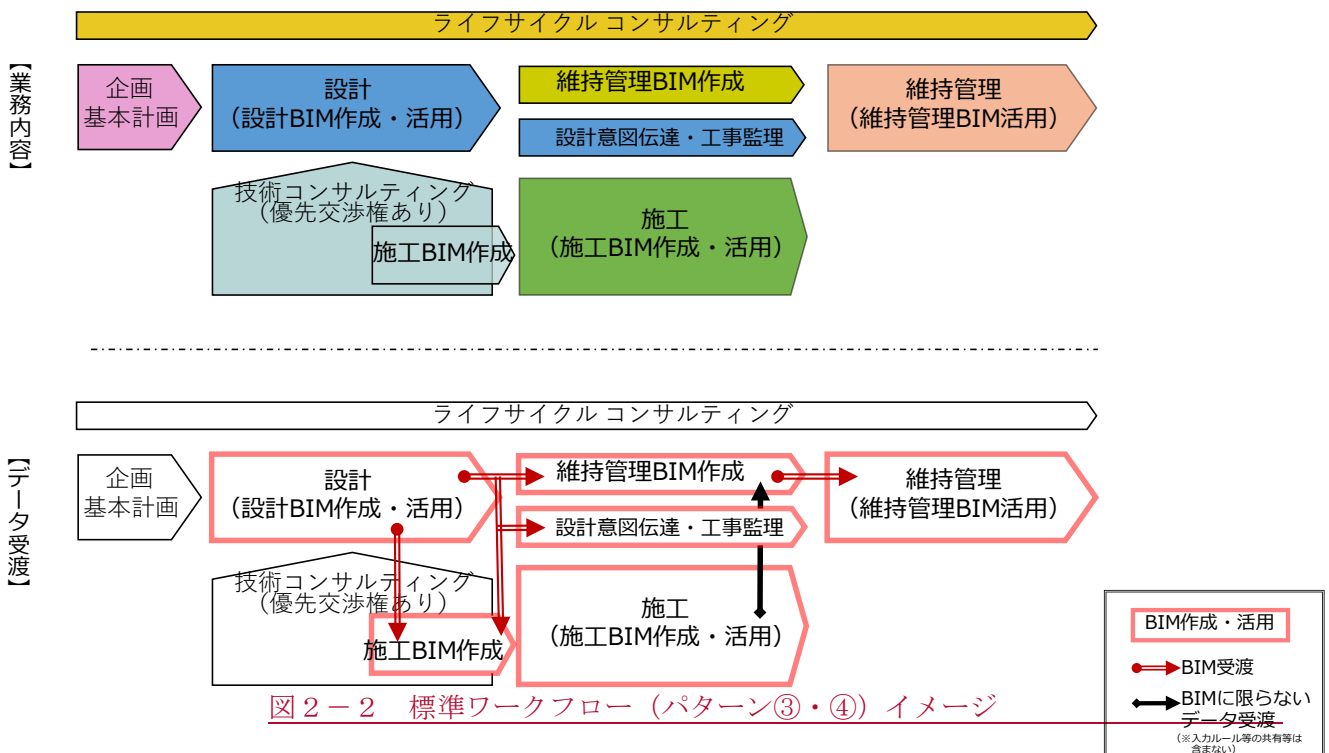 ライフサイクル コンサルティング
【業務内容】
企画
基本計画
設計
（設計BIM作成・活用）
維持管理BIM作成
設計意図伝達・工事監理
維持管理
（維持管理BIM活用）
技術コンサルティング
（優先交渉権あり）
施工BIM作成
施工
（施工BIM作成・活用）
ライフサイクル コンサルティング
【データ受渡】
企画
基本計画
設計
（設計BIM作成・活用）
維持管理BIM作成
設計意図伝達・工事監理
維持管理
（維持管理BIM活用）
技術コンサルティング
（優先交渉権あり）
施工BIM作成
施工
（施工BIM作成・活用）
BIM作成・活用
BIM受渡
BIMに限らない
データ受渡
（※入力ルール等の共有等は
含まない）
図２－２　標準ワークフロー（パターン③・④）イメージ